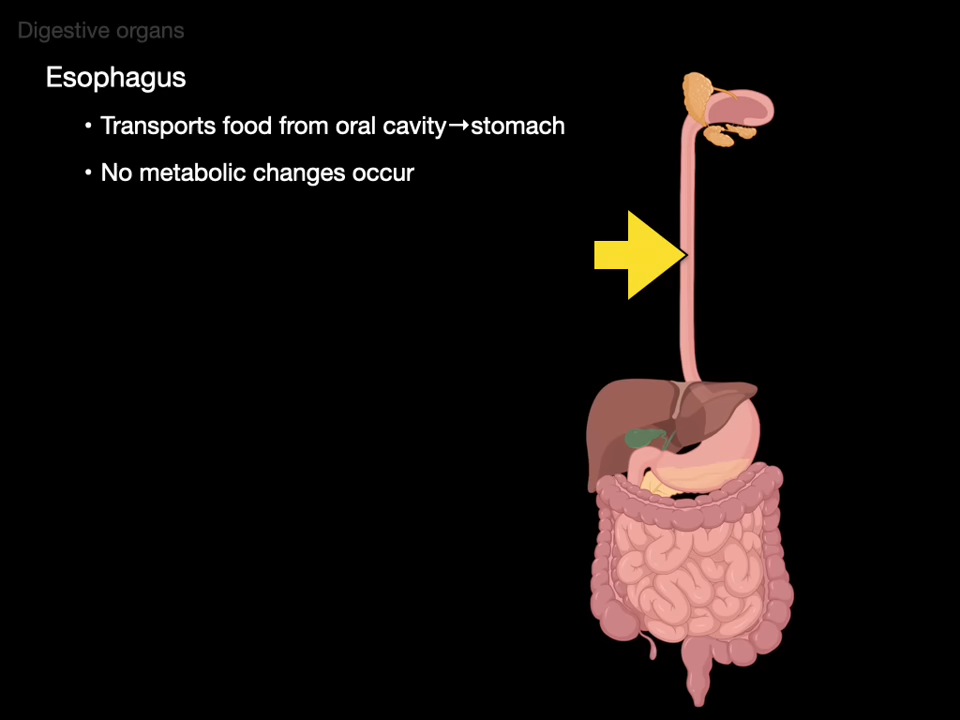 Digestive organs
Esophagus
• Transports food from oral cavity→stomach
• No metabolic changes occur